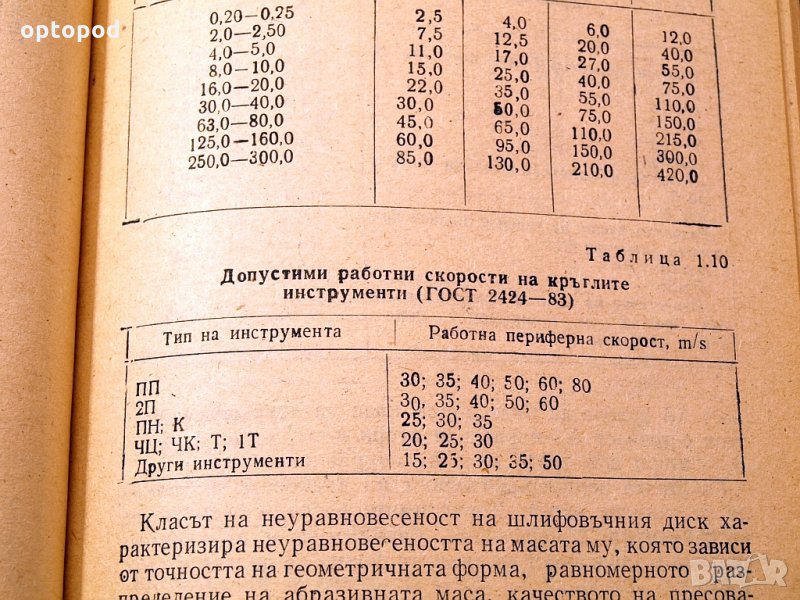 optopod
0,20—0,25 2,5 4,0 6,0 12,0
2,0—2,50 7,5 12,5 20,0 40,0
4,0—5,0 11,0 17,0 27,0 55,0
8,0—10,0 15,0 25,0 40,0 75,0
16,0—20,0 22,0 35,0 55,0 110,0
30,0—40,0 30,0 50,0 75,0 150,0
63,0—80,0 45,0 65,0 110,0 215,0
125,0—160,0 60,0 95,0 150,0 300,0
250,0—300,0 85,0 130,0 210,0 420,0
Таблица 1.10
Допустими работни скорости на кръглите
инструменти (ГОСТ 2424—83)
Тип на инструмента Работна периферна скорост, m/s
ПП 30; 35; 40; 50; 60; 80
2П 30, 35; 40; 50; 60
ПН; К 25; 30; 35
ЧЦ; ЧК; Т; 1Т 20; 25; 30
Други инструменти 15; 25; 30; 35; 50
Класът на неуравновесеност на шлифовъчния диск ха-
рактеризира неуравновесеността на масата му, която зависи
от точността на геометричната форма, равномерното раз-
пределение на абразивната маса, качеството на пресова-
BAZAR